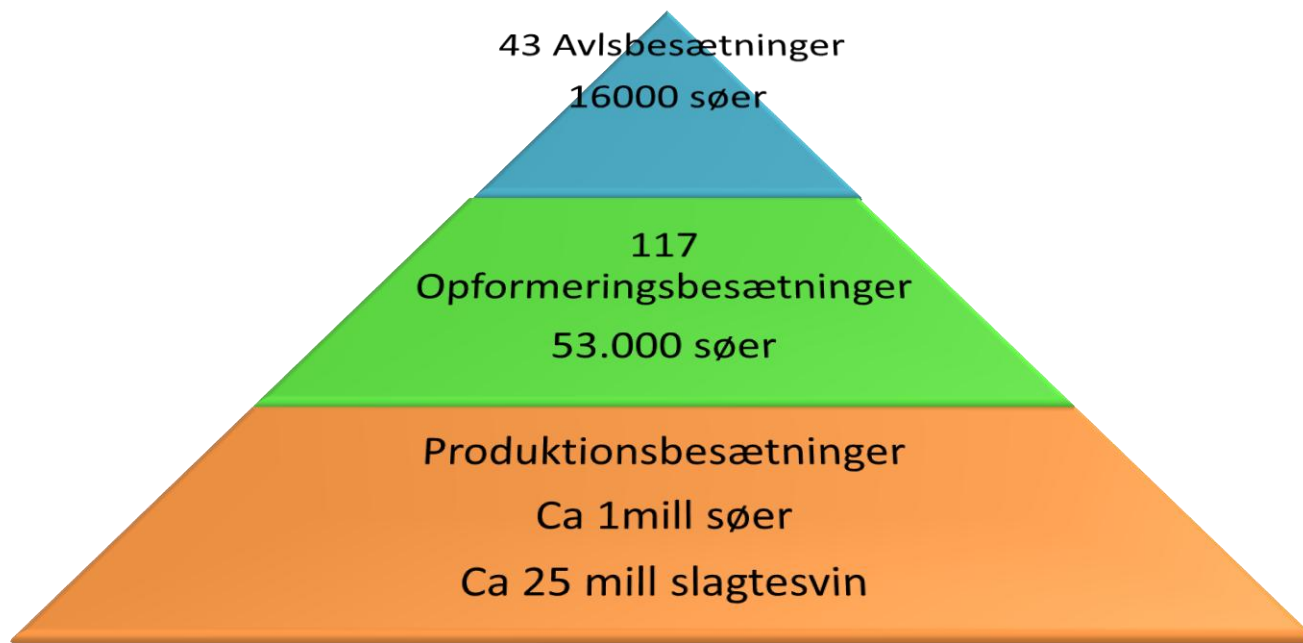 43 Avlsbesætninger
16000 søer
117
Opformeringsbesætninger
53.000 søer
Produktionsbesætninger
Ca 1mill søer
Ca 25 mill slagtesvin